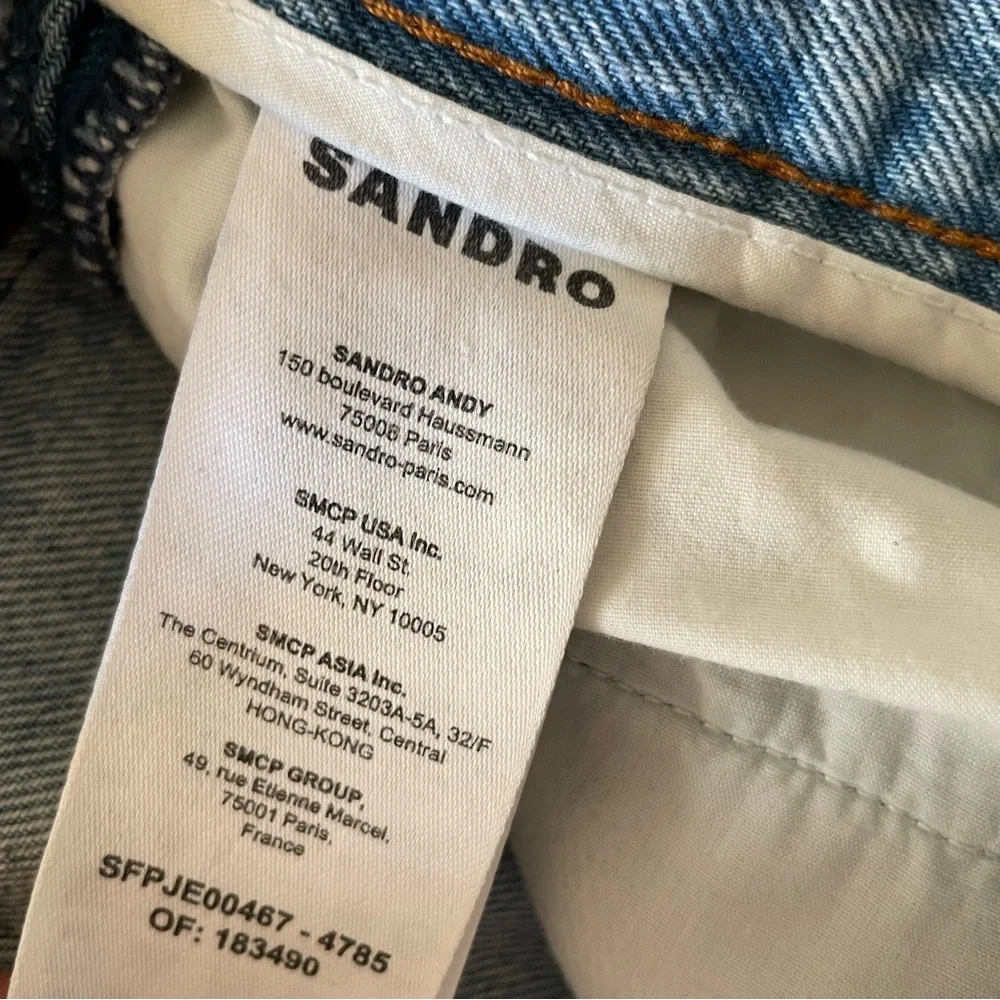 SANDRO
SANDRO ANDY
150 boulevard Haussmann
75008 Paris
www.sandro-paris.com
SMCP USA Inc.
44 Wall St.
20th Floor
New York, NY 10005
SMCP ASIA Inc.
The Centrium, Suite 3203A-5A, 32/F
60 Wyndham Street, Central
HONG-KONG
SMCP GROUP,
49, rue Etienne Marcel,
75001 Paris,
France
SFPJE00467 - 4785
OF: 183490